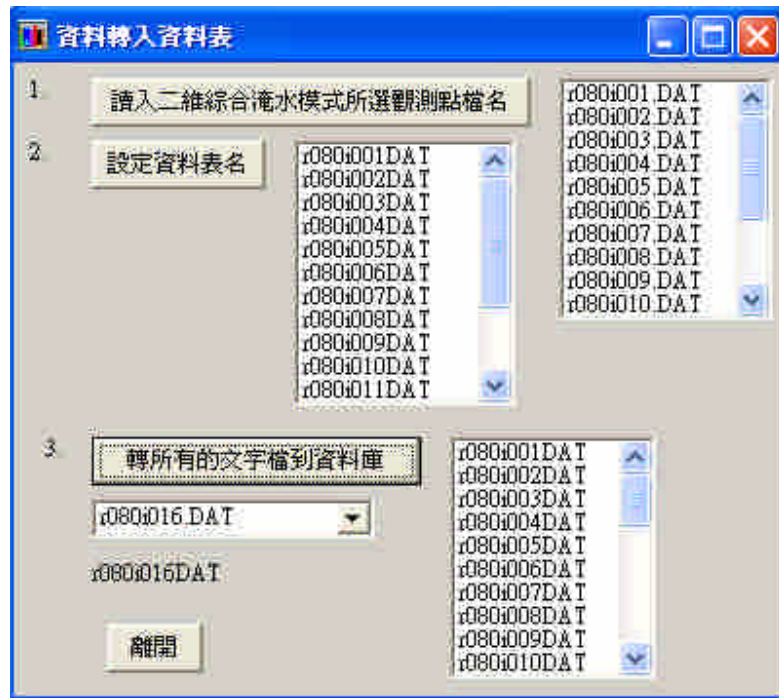 資料轉入資料表
1.
讀入二維綜合淹水模式所選觀測點檔名
r080i001.DAT
r080i002.DAT
r080i003.DAT
r080i004.DAT
r080i005.DAT
r080i006.DAT
r080i007.DAT
r080i008.DAT
r080i009.DAT
r080i010.DAT
2.
設定資料表名
r080i001DAT
r080i002DAT
r080i003DAT
r080i004DAT
r080i005DAT
r080i006DAT
r080i007DAT
r080i008DAT
r080i009DAT
r080i010DAT
r080i011DAT
3.
轉所有的文字檔到資料庫
r080i016.DAT
r080i016DAT
離開
r080i001DAT
r080i002DAT
r080i003DAT
r080i004DAT
r080i005DAT
r080i006DAT
r080i007DAT
r080i008DAT
r080i009DAT
r080i010DAT